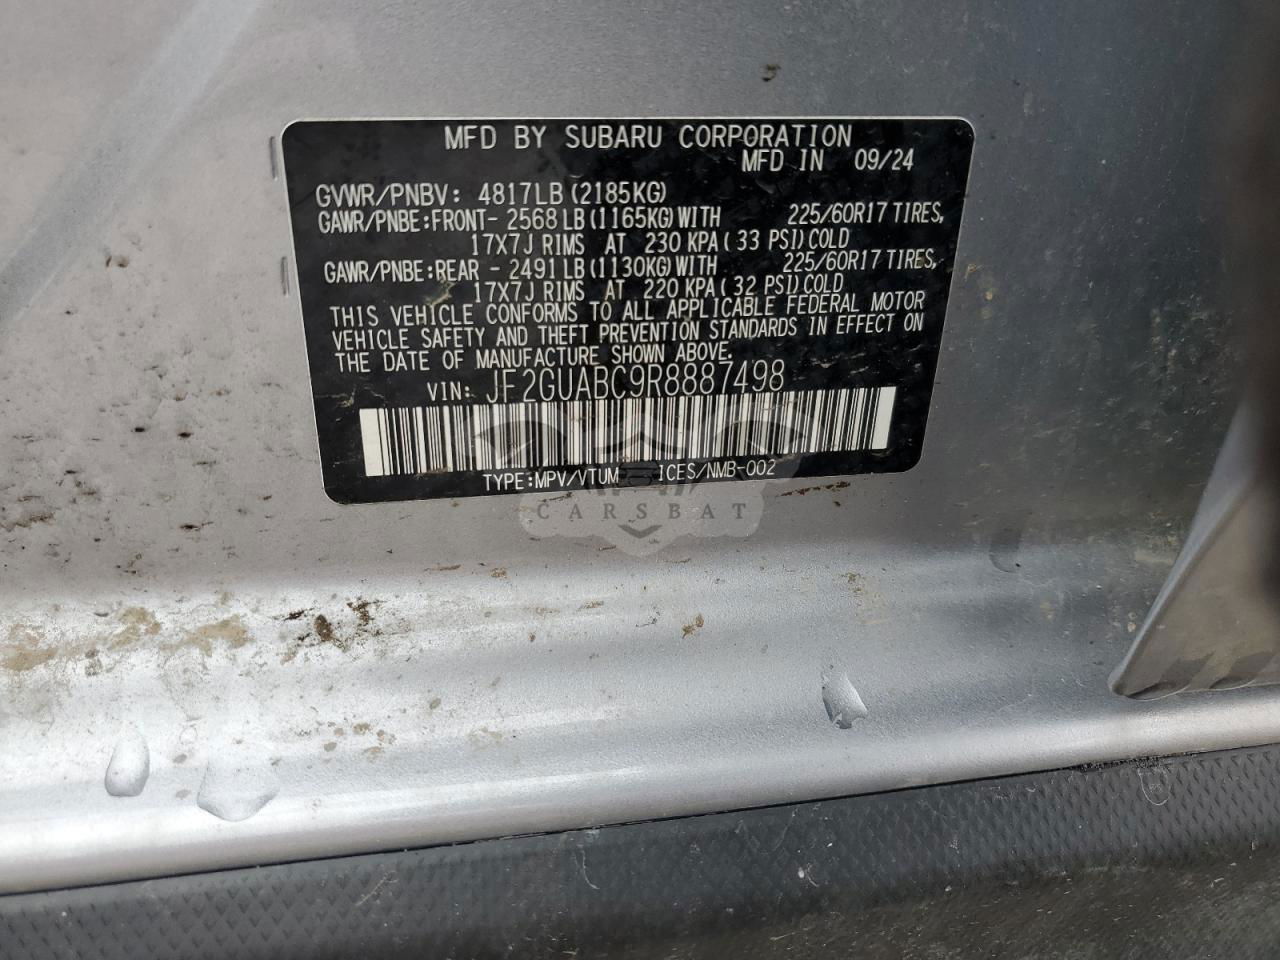 MFD BY SUBARU CORPORATION
MFD IN 09/24
GVWR/PNBV: 4817LB (2185KG)
GAWR/PNBE:FRONT- 2568LB (1165KG) WITH 225/60R17 TIRES,
17X7J RIMS AT 230 KPA (33 PSI) COLD
GAWR/PNBE:REAR - 2491LB (1130KG) WITH 225/60R17 TIRES,
17X7J RIMS AT 220 KPA (32 PSI) COLD
THIS VEHICLE CONFORMS TO ALL APPLICABLE FEDERAL MOTOR
VEHICLE SAFETY AND THEFT PREVENTION STANDARDS IN EFFECT ON
THE DATE OF MANUFACTURE SHOWN ABOVE.
VIN: JF2GUABC9R8887498
TYPE:MPV/VTUM ICES/NMB-002
CARSBAT